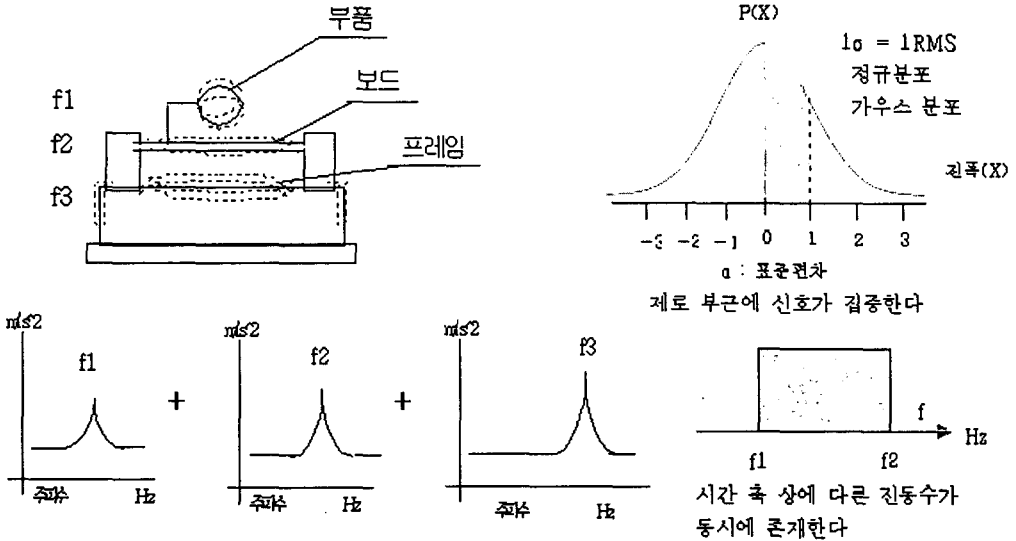 부품
보드
프레임
f1
f2
f3
P(X)
1σ = 1RMS
정규분포
가우스 분포
진폭(X)
-3 -2 -1 0 1 2 3
α : 표준편차
제로 부근에 신호가 집중한다
m/s^2
f1
주파수 Hz
+
m/s^2
f2
주파수 Hz
+
m/s^2
f3
주파수 Hz
f
Hz
f1 f2
시간 축 상에 다른 진동수가
동시에 존재한다